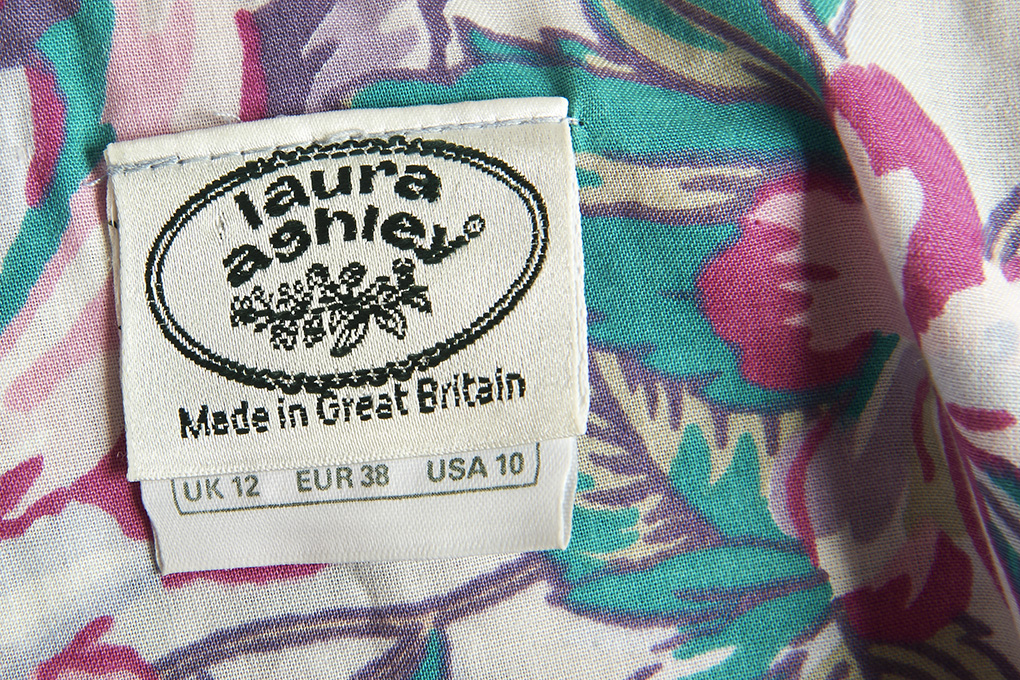 laura
ashley®
Made in Great Britain
UK 12 EUR 38 USA 10